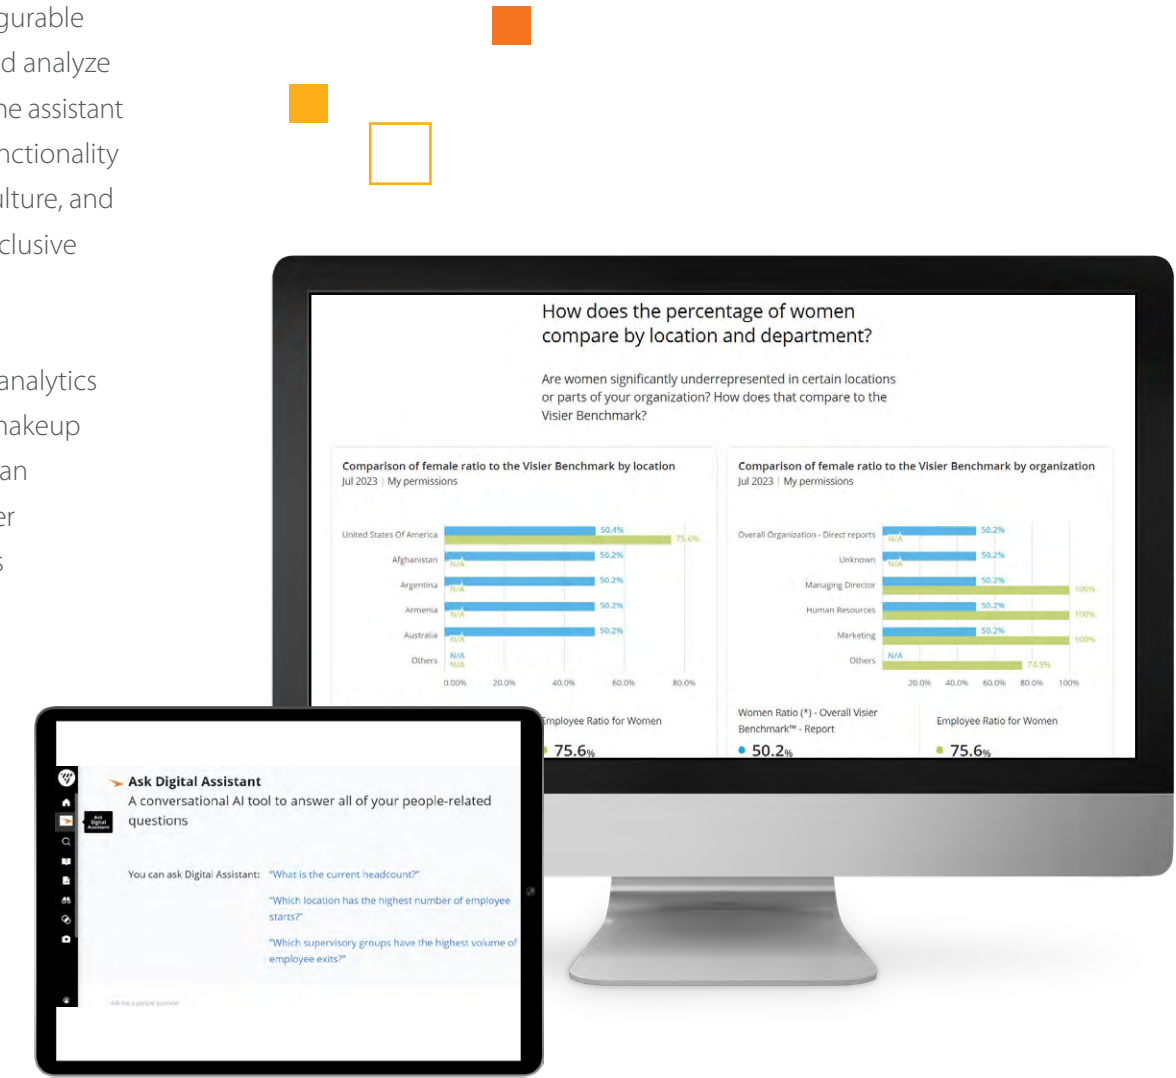 gurable
d analyze
ne assistant
nctionality
ulture, and
clusive
analytics
makeup
an
er
s
How does the percentage of women
compare by location and department?
Are women significantly underrepresented in certain locations
or parts of your organization? How does that compare to the
Visier Benchmark?
Comparison of female ratio to the Visier Benchmark by location
Jul 2023 | My permissions
United States Of America 50.4% 75.6%
Afghanistan 50.2% N/A
Argentina 50.2% N/A
Armenia 50.2% N/A
Australia 50.2% N/A
Others N/A N/A
0.00% 20.0% 40.0% 60.0% 80.0%
Employee Ratio for Women
75.6%
Comparison of female ratio to the Visier Benchmark by organization
Jul 2023 | My permissions
Overall Organization - Direct reports 50.2% N/A
Unknown 50.2% N/A
Managing Director 50.2% 100%
Human Resources 50.2% 100%
Marketing 50.2% 100%
Others N/A 74.9%
20.0% 40.0% 60.0% 80.0% 100%
Women Ratio (*) - Overall Visier
Benchmark™ - Report
50.2%
Employee Ratio for Women
75.6%
Ask Digital Assistant
A conversational AI tool to answer all of your people-related
questions
Ask
Digital
Assistant
You can ask Digital Assistant: "What is the current headcount?"
"Which location has the highest number of employee
starts?"
"Which supervisory groups have the highest volume of
employee exits?"
Ask me a people question